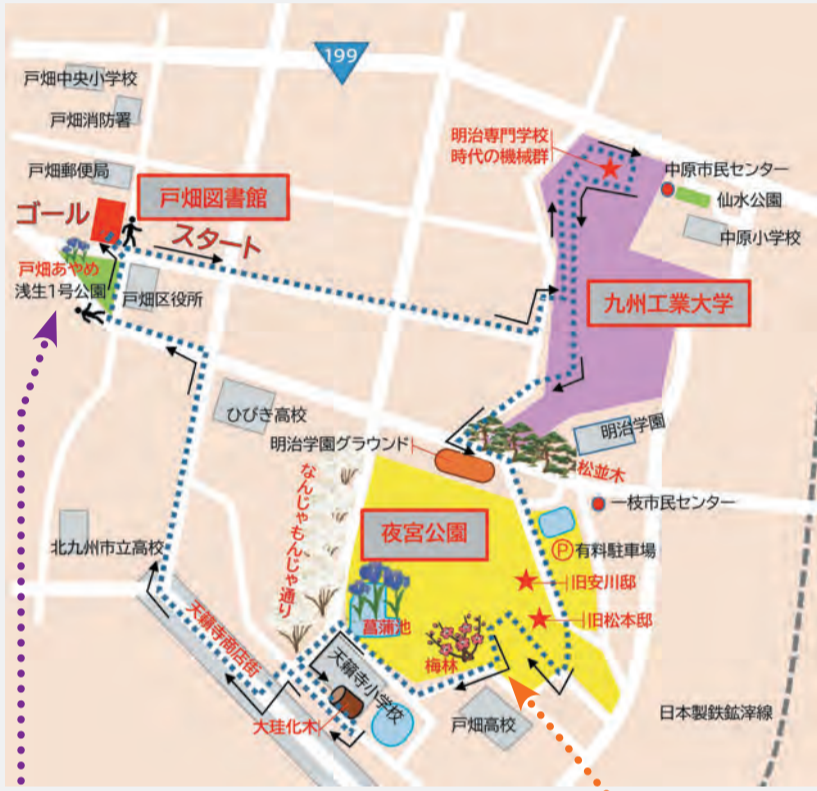 199
戸畑中央小学校
戸畑消防署
明治専門学校
時代の機械群
中原市民センター
戸畑郵便局
戸畑図書館
仙水公園
ゴール
スタート
中原小学校
戸畑あやめ
浅生1号公園
戸畑区役所
九州工業大学
ひびき高校
明治学園
明治学園グラウンド
松並木
なんじゃもんじゃ通り
一枝市民センター
夜宮公園
北九州市立高校
P有料駐車場
旧安川邸
菖蒲池
旧松本邸
天籟寺商店街
梅林
天籟寺小学校
大珪化木
戸畑高校
日本製鉄鉱滓線